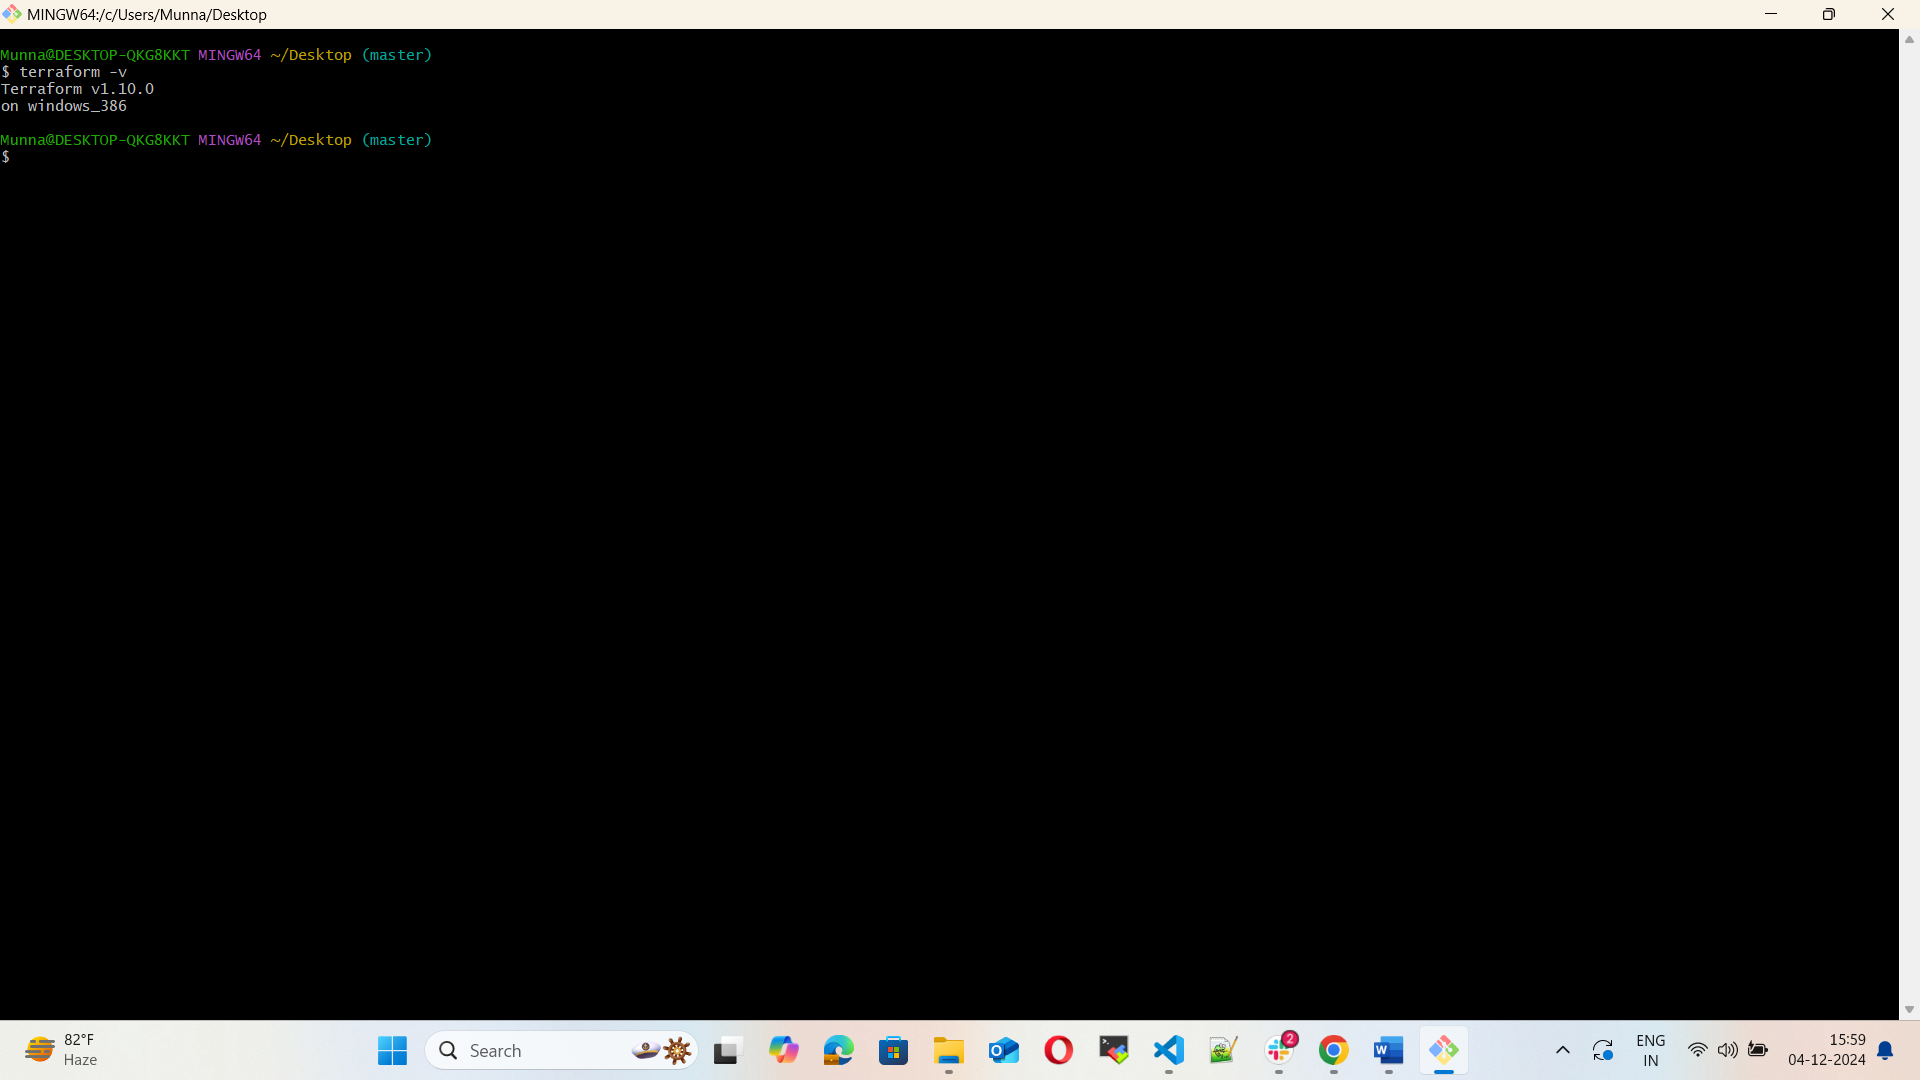 MINGW64:/c/Users/Munna/Desktop
Munna@DESKTOP-QKG8KKT MINGW64 ~/Desktop (master)
$ terraform -v
Terraform v1.10.0
on windows_386
Munna@DESKTOP-QKG8KKT MINGW64 ~/Desktop (master)
$
82°F
Haze
Search
2
ENG
IN
15:59
04-12-2024